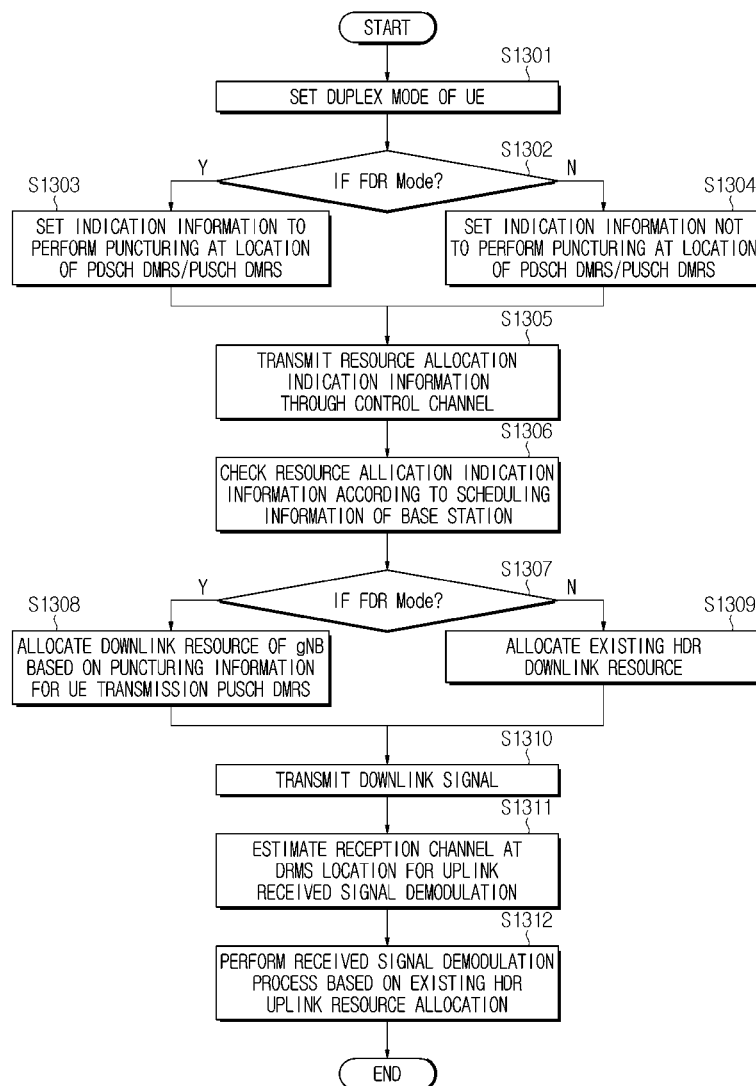 START
S1301
SET DUPLEX MODE OF UE
S1302
IF FDR Mode?
Y
N
S1303
SET INDICATION INFORMATION TO
PERFORM PUNCTURING AT LOCATION
OF PDSCH DMRS/PUSCH DMRS
S1304
SET INDICATION INFORMATION NOT
TO PERFORM PUNCTURING AT LOCATION
OF PDSCH DMRS/PUSCH DMRS
S1305
TRANSMIT RESOURCE ALLOCATION
INDICATION INFORMATION
THROUGH CONTROL CHANNEL
S1306
CHECK RESOURCE ALLICATION INDICATION
INFORMATION ACCORDING TO SCHEDULING
INFORMATION OF BASE STATION
S1307
IF FDR Mode?
Y
N
S1308
ALLOCATE DOWNLINK RESOURCE OF gNB
BASED ON PUNCTURING INFORMATION
FOR UE TRANSMISSION PUSCH DMRS
S1309
ALLOCATE EXISTING HDR
DOWNLINK RESOURCE
S1310
TRANSMIT DOWNLINK SIGNAL
S1311
ESTIMATE RECEPTION CHANNEL AT
DRMS LOCATION FOR UPLINK
RECEIVED SIGNAL DEMODULATION
S1312
PERFORM RECEIVED SIGNAL DEMODULATION
PROCESS BASED ON EXISTING HDR
UPLINK RESOURCE ALLOCATION
END